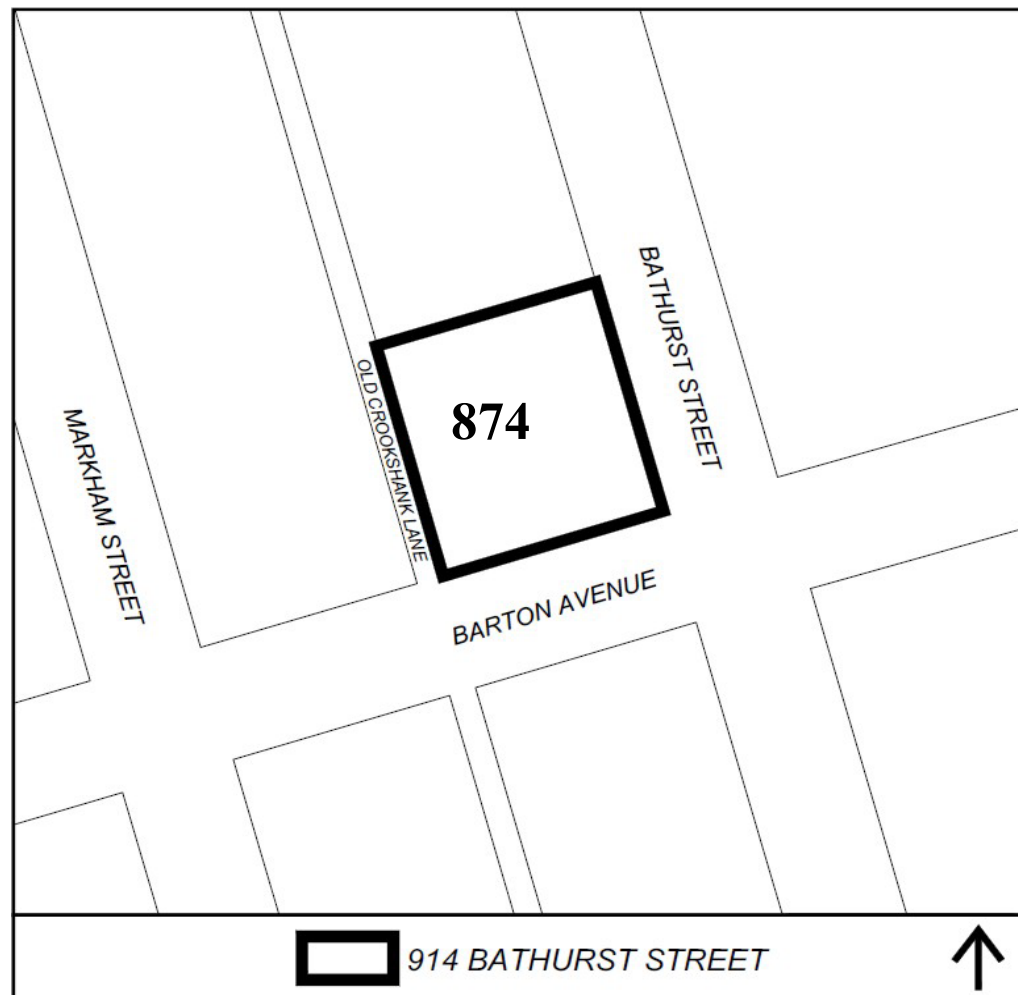 BATHURST STREET
OLD CROOKSHANK LANE
874
MARKHAM STREET
BARTON AVENUE
914 BATHURST STREET